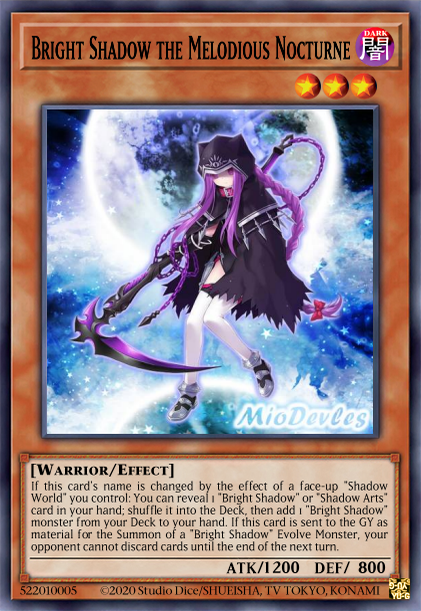 Bright Shadow the Melodious Nocturne
DARK
闇
MioDevles
[Warrior/Effect]
If this card's name is changed by the effect of a face-up "Shadow
World" you control: You can reveal 1 "Bright Shadow" or "Shadow Arts"
card in your hand; shuffle it into the Deck, then add 1 "Bright Shadow"
monster from your Deck to your hand. If this card is sent to the GY as
material for the Summon of a "Bright Shadow" Evolve Monster, your
opponent cannot discard cards until the end of the next turn.
ATK/1200 DEF/ 800
522010005 ©2020 Studio Dice/SHUEISHA, TV TOKYO, KONAMI